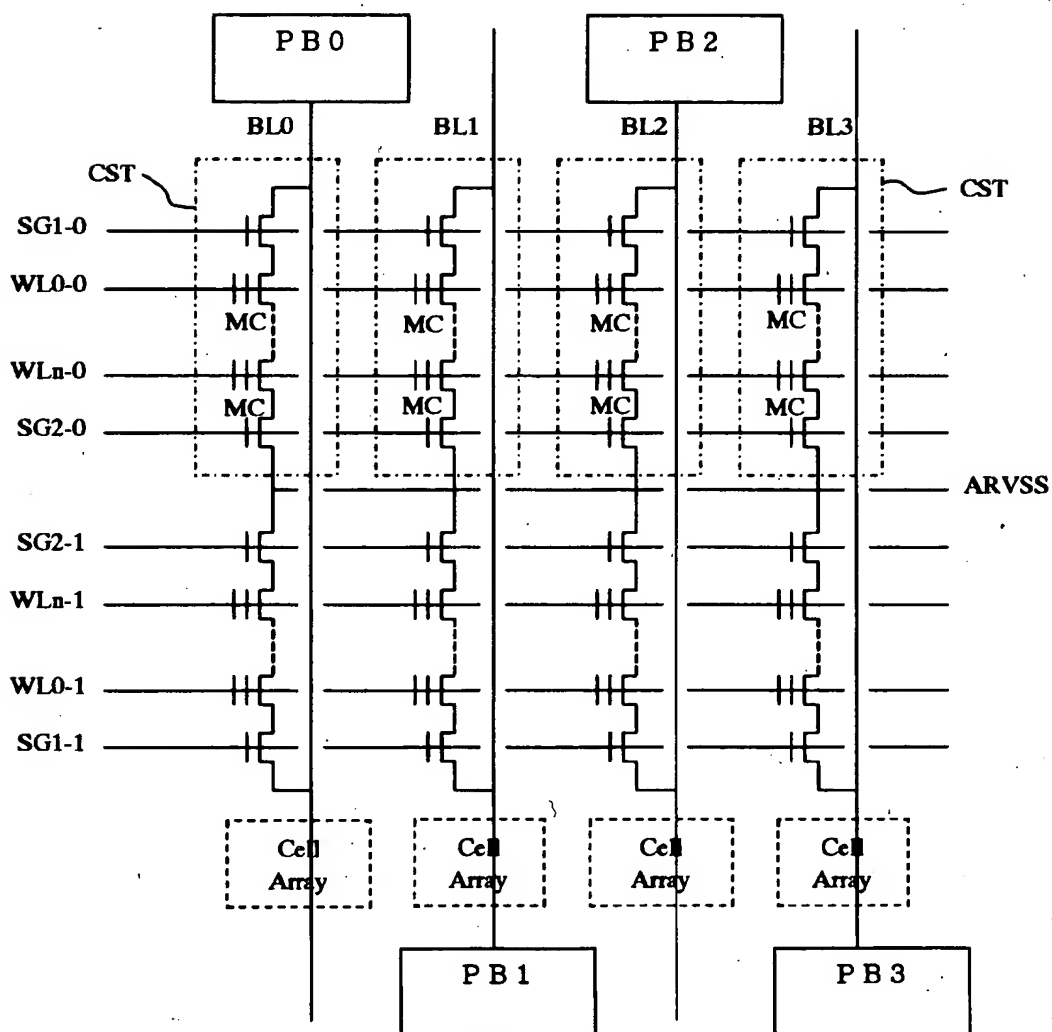 PB0
PB2
BL0
BL1
BL2
BL3
CST
CST
SG1-0
WL0-0
MC
MC
MC
MC
WLn-0
MC
MC
MC
MC
SG2-0
ARVSS
SG2-1
WLn-1
WL0-1
SG1-1
Cell
Array
Cell
Array
Cell
Array
Cell
Array
PB1
PB3